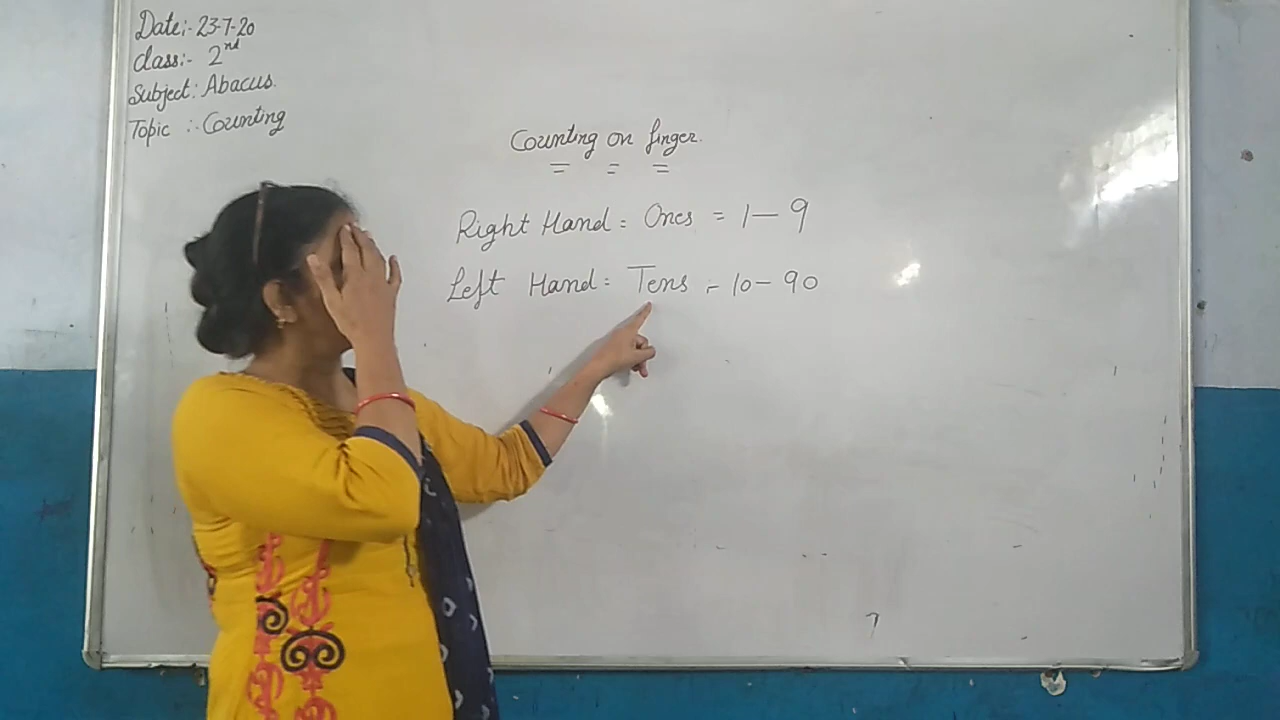 Date:- 23-7-20
Class:- 2nd
Subject: Abacus.
Topic :- Counting
Counting on finger.
Right Hand = Ones = 1 – 9
Left Hand = Tens = 10 – 90